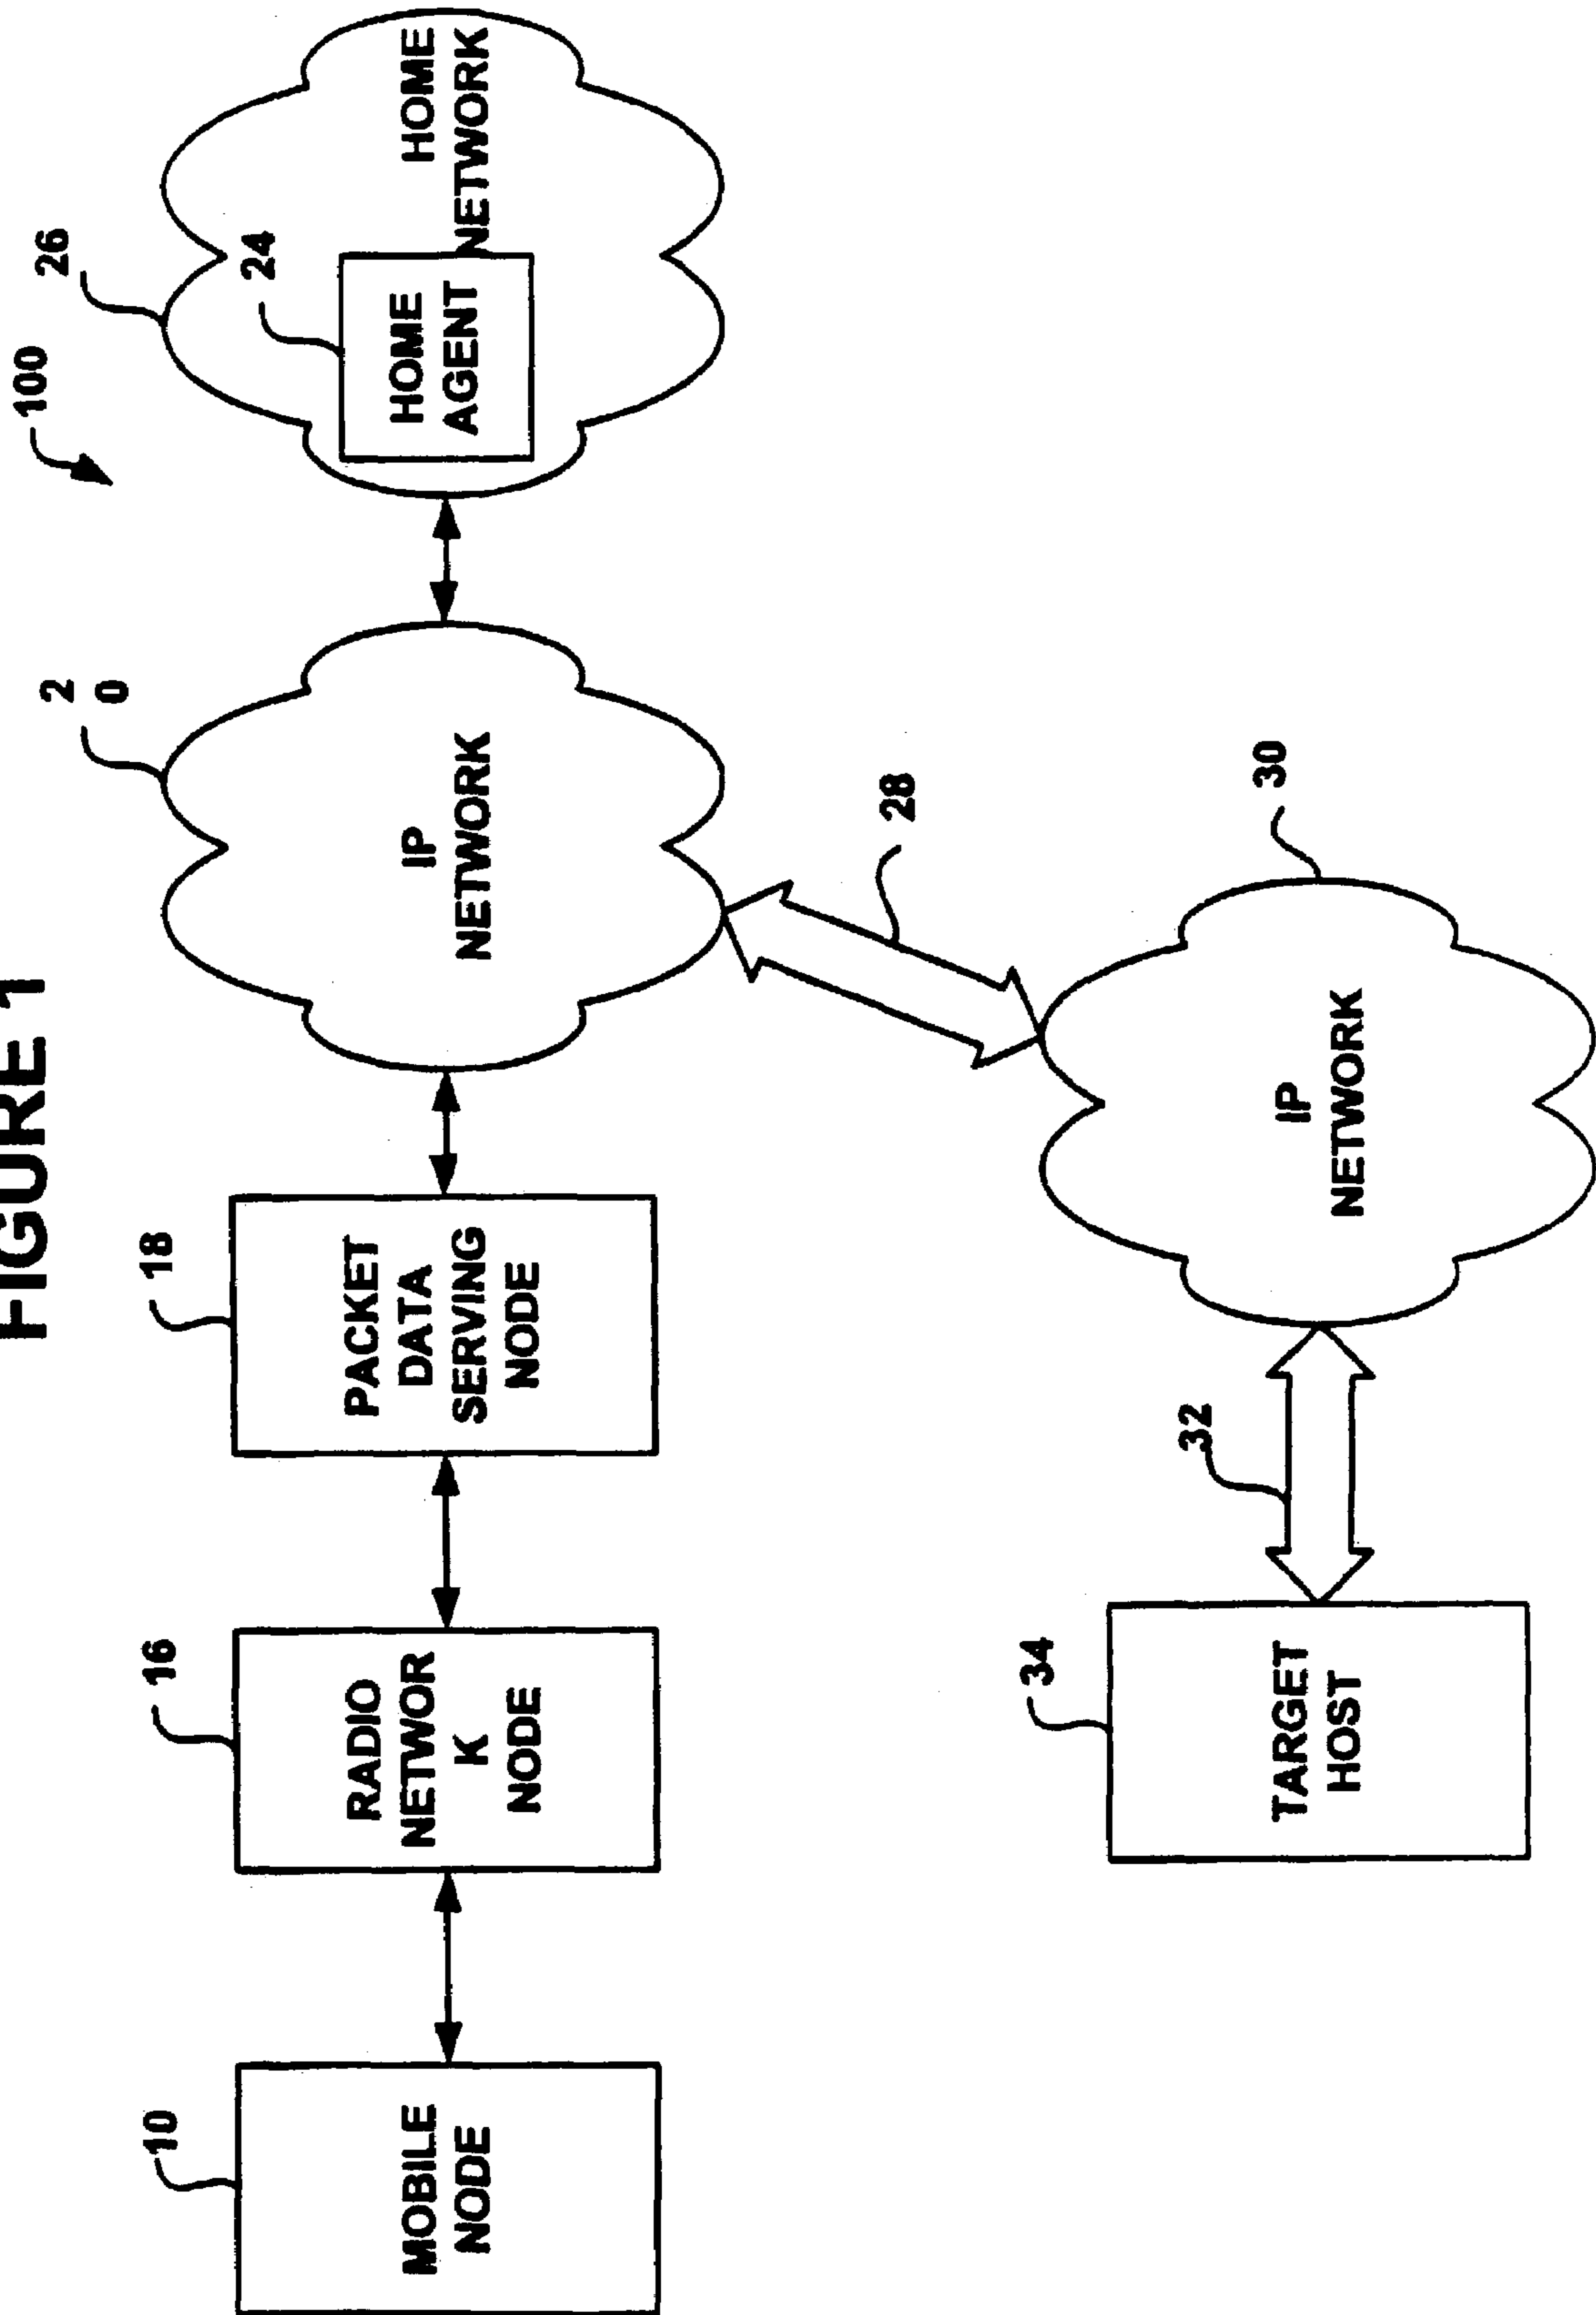 FIGURE 1
100
26
HOME
NETWORK
24
HOME
AGENT
2
0
IP
NETWORK
18
PACKET
DATA
SERVING
NODE
16
RADIO
NETWOR
K
NODE
10
MOBILE
NODE
28
30
IP
NETWORK
32
34
TARGET
HOST